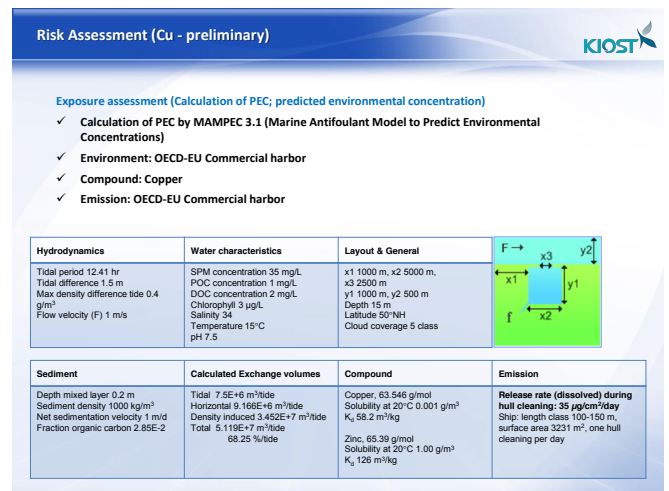 Risk Assessment (Cu - preliminary)
KIOST
Exposure assessment (Calculation of PEC; predicted environmental concentration)
✓ Calculation of PEC by MAMPEC 3.1 (Marine Antifoulant Model to Predict Environmental
Concentrations)
✓ Environment: OECD-EU Commercial harbor
✓ Compound: Copper
✓ Emission: OECD-EU Commercial harbor
Hydrodynamics
Tidal period 12.41 hr
Tidal difference 1.5 m
Max density difference tide 0.4
g/m³
Flow velocity (F) 1 m/s
Water characteristics
SPM concentration 35 mg/L
POC concentration 1 mg/L
DOC concentration 2 mg/L
Chlorophyll 3 µg/L
Salinity 34
Temperature 15°C
pH 7.5
Layout & General
x1 1000 m, x2 5000 m,
x3 2500 m
y1 1000 m, y2 500 m
Depth 15 m
Latitude 50°NH
Cloud coverage 5 class
F
y2
x3
x1
y1
f
x2
Sediment
Depth mixed layer 0.2 m
Sediment density 1000 kg/m³
Net sedimentation velocity 1 m/d
Fraction organic carbon 2.85E-2
Calculated Exchange volumes
Tidal 7.5E+6 m³/tide
Horizontal 9.166E+6 m³/tide
Density induced 3.452E+7 m³/tide
Total 5.119E+7 m³/tide
68.25 %/tide
Compound
Copper, 63.546 g/mol
Solubility at 20°C 0.001 g/m³
Kd 58.2 m³/kg
Zinc, 65.39 g/mol
Solubility at 20°C 1.00 g/m³
Kd 126 m³/kg
Emission
Release rate (dissolved) during
hull cleaning: 35 µg/cm²/day
Ship: length class 100-150 m,
surface area 3231 m², one hull
cleaning per day